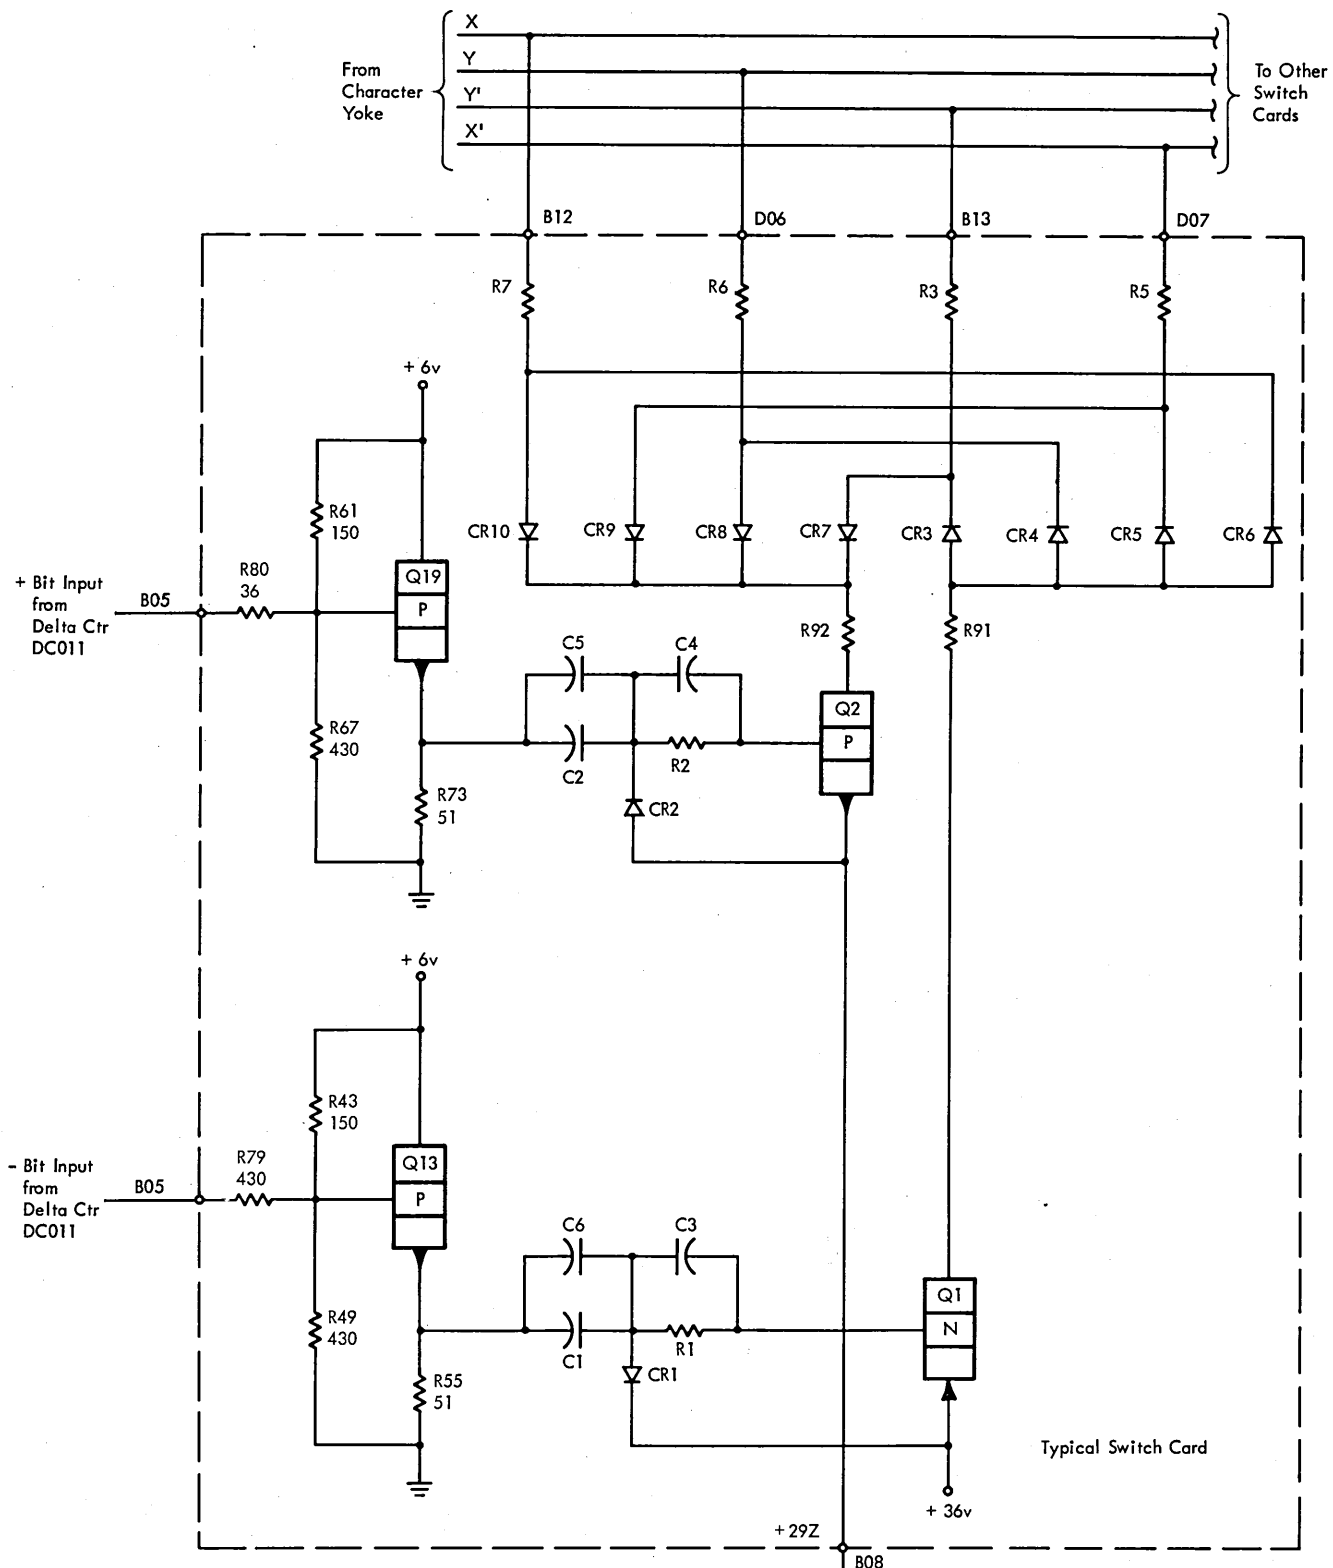 X
Y
Y'
X'
From
Character
Yoke
To Other
Switch
Cards
B12
D06
B13
D07
R7
R6
R3
R5
+ 6v
R61
150
CR10
CR9
CR8
CR7
CR3
CR4
CR5
CR6
+ Bit Input
from
Delta Ctr
DC011
B05
R80
36
Q19
P
R92
R91
C5
C4
R67
430
C2
R2
Q2
P
R73
51
CR2
+ 6v
R43
150
- Bit Input
from
Delta Ctr
DC011
B05
R79
430
Q13
P
C6
C3
R49
430
C1
R1
Q1
N
R55
51
CR1
Typical Switch Card
+ 36v
+29Z
B08